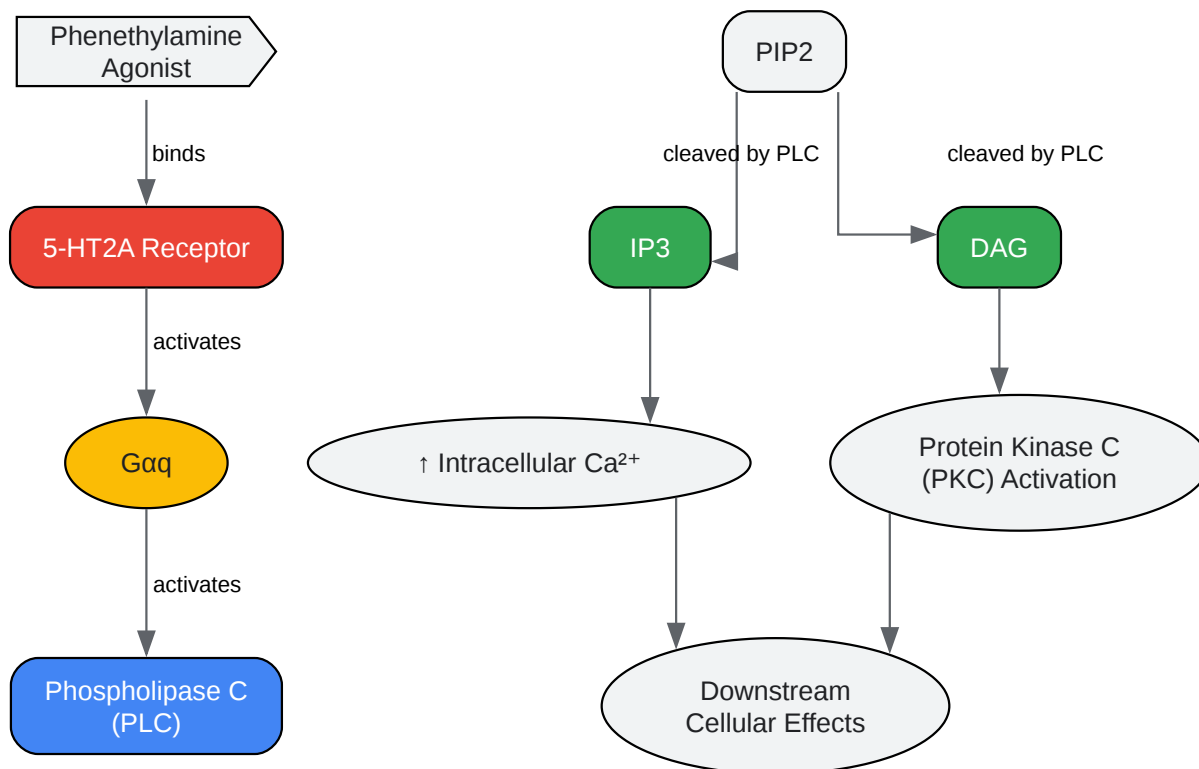 Phenethylamine
Agonist
binds
5-HT2A Receptor
activates
Gαq
activates
Phospholipase C
(PLC)
PIP2
cleaved by PLC
cleaved by PLC
IP3
DAG
↑ Intracellular Ca²⁺
Protein Kinase C
(PKC) Activation
Downstream
Cellular Effects